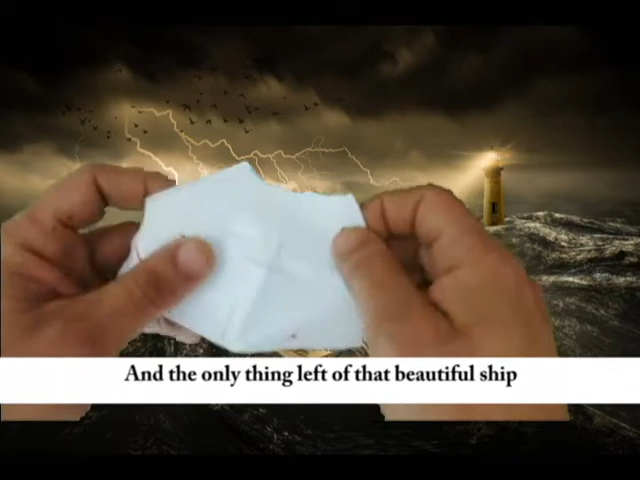 And the only thing left of that beautiful ship